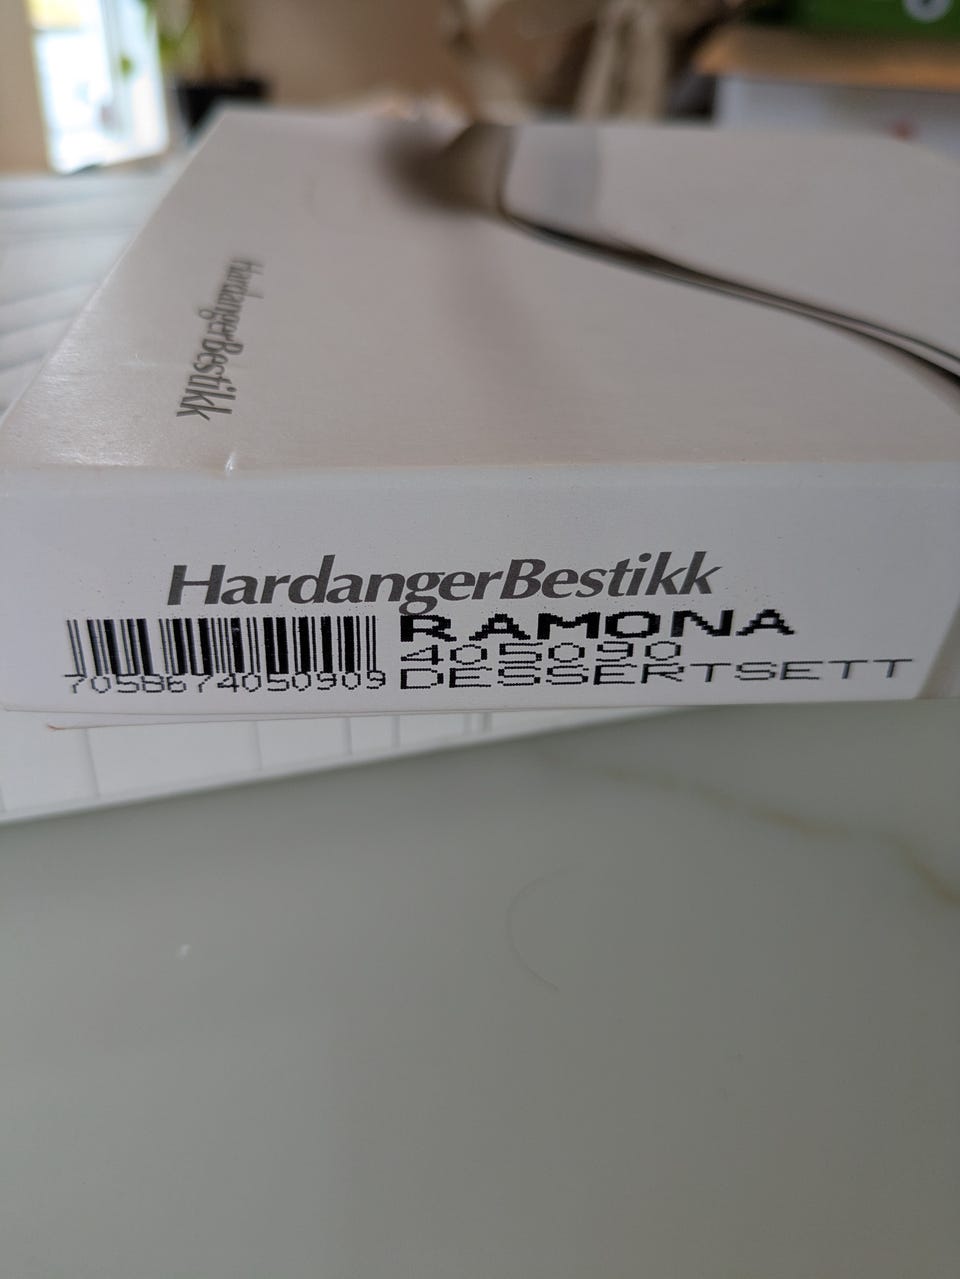 HardangerBestikk
HardangerBestikk
RAMONA
405090
7058674050909
DESSERTSETT